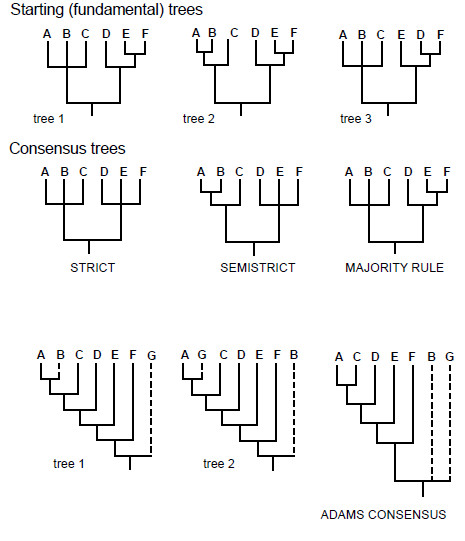 Starting (fundamental) trees
A B C D E F
A B C D E F
A B C E D F
tree 1
tree 2
tree 3
Consensus trees
A B C D E F
A B C D E F
A B C D E F
STRICT
SEMISTRICT
MAJORITY RULE
A B C D E F G
A G C D E F B
A C D E F B G
tree 1
tree 2
ADAMS CONSENSUS